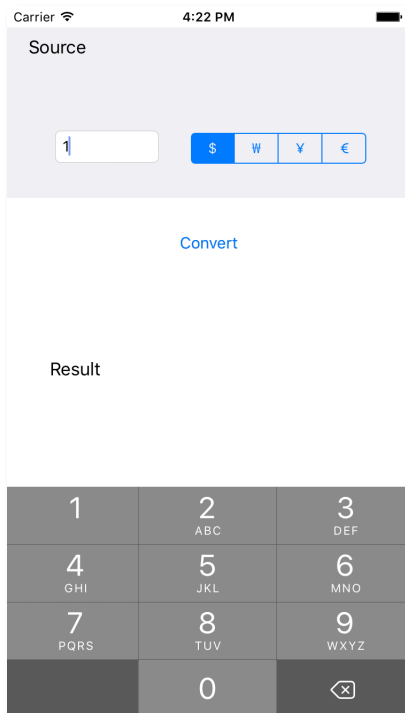 Carrier 4:22 PM
Source
1 $ ₩ ¥ €
Convert
Result
1 2 3
ABC DEF
4 5 6
GHI JKL MNO
7 8 9
PQRS TUV WXYZ
0